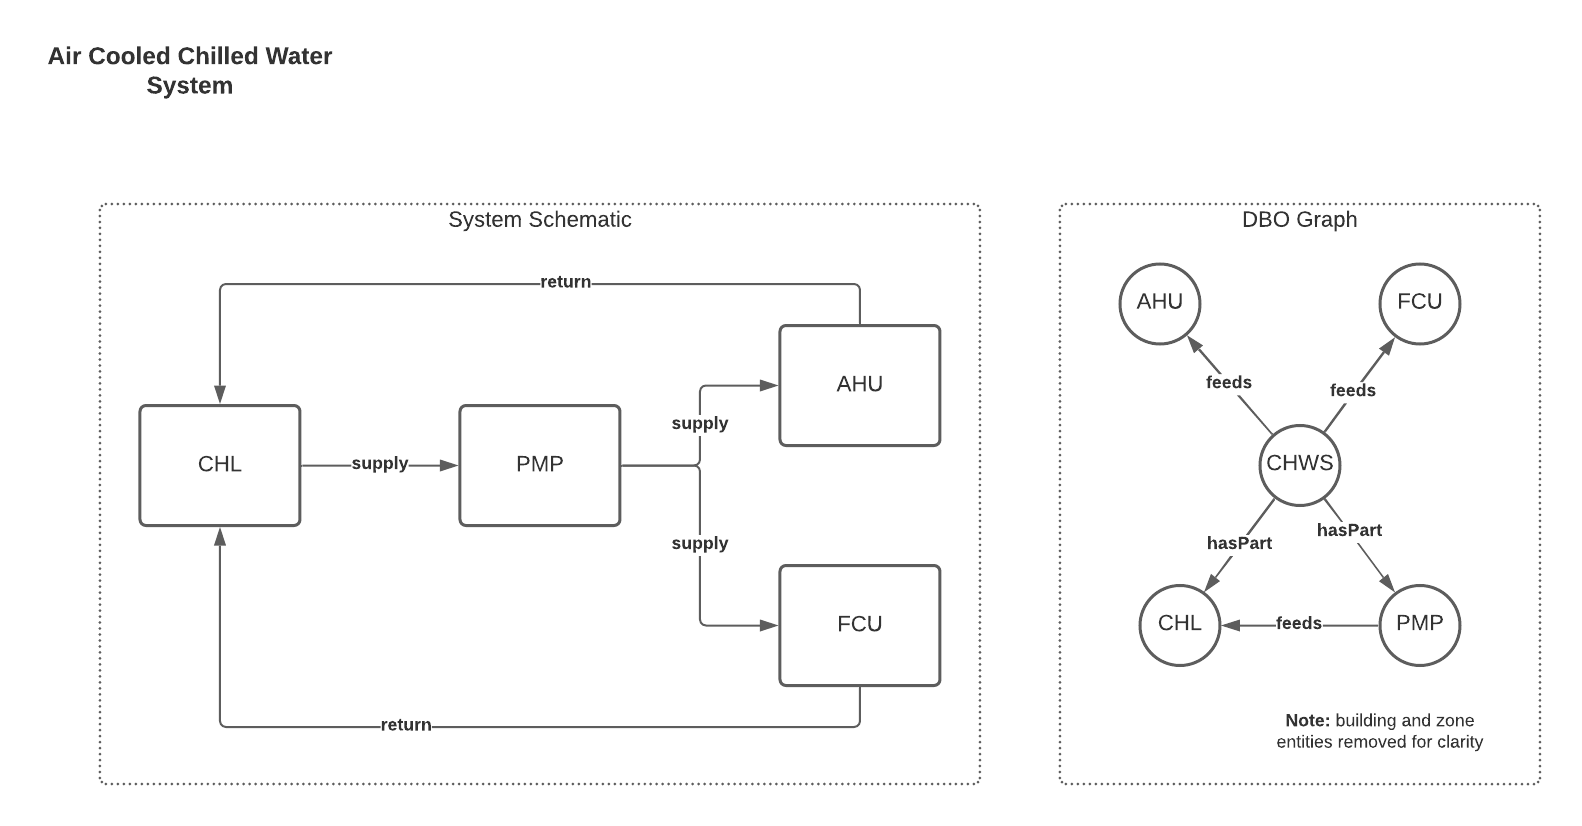 Air Cooled Chilled Water
System
System Schematic
return
AHU
supply
CHL
supply
PMP
supply
FCU
return
DBO Graph
AHU
FCU
feeds
feeds
CHWS
hasPart
hasPart
CHL
feeds
PMP
Note: building and zone
entities removed for clarity